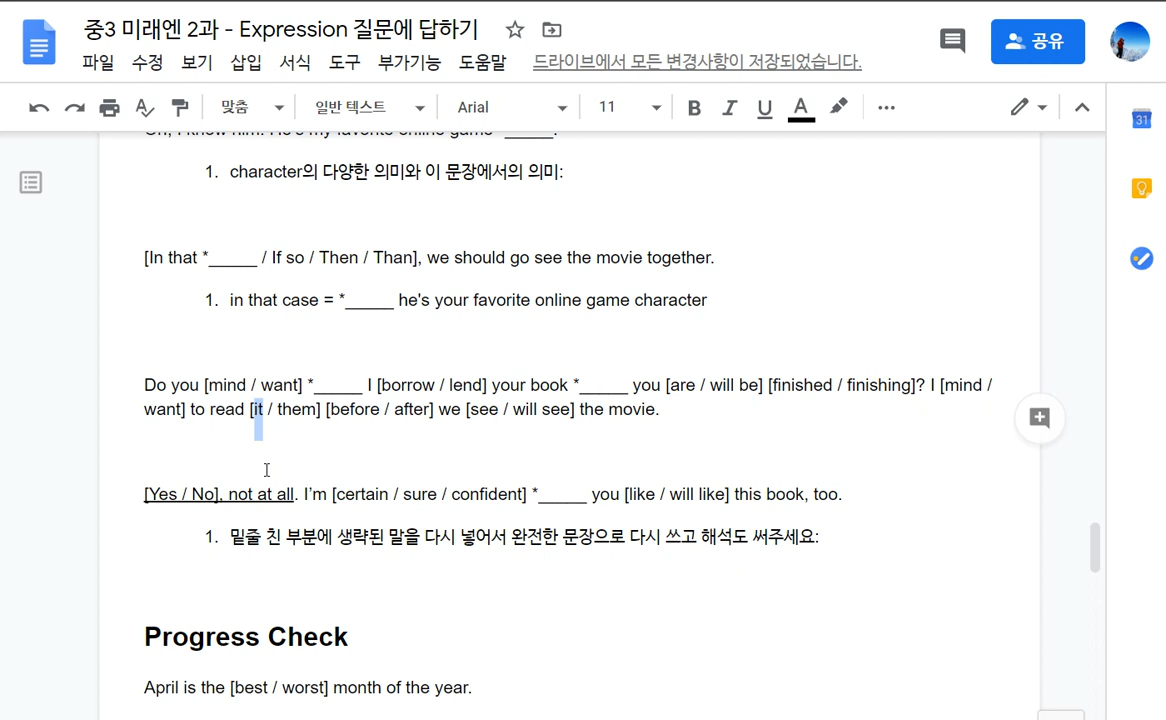 중3 미래엔 2과 - Expression 질문에 답하기
공유
파일 수정 보기 삽입 서식 도구 부가기능 도움말 드라이브에서 모든 변경사항이 저장되었습니다.
맞춤 일반 텍스트 Arial 11 B I U A
31
Oh, I know him! He's my favorite online game *_____.
1. character의 다양한 의미와 이 문장에서의 의미:
[In that *_____ / If so / Then / Than], we should go see the movie together.
1. in that case = *_____ he's your favorite online game character
Do you [mind / want] *_____ I [borrow / lend] your book *_____ you [are / will be] [finished / finishing]? I [mind /
want] to read [it / them] [before / after] we [see / will see] the movie.
[Yes / No], not at all. I’m [certain / sure / confident] *_____ you [like / will like] this book, too.
1. 밑줄 친 부분에 생략된 말을 다시 넣어서 완전한 문장으로 다시 쓰고 해석도 써주세요:
Progress Check
April is the [best / worst] month of the year.